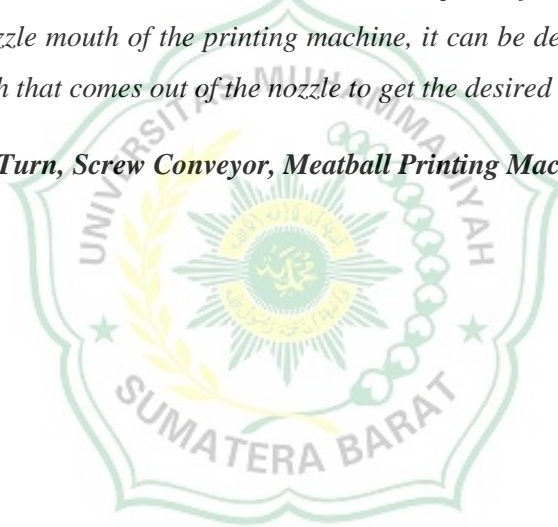 zzle mouth of the printing machine, it can be de
h that comes out of the nozzle to get the desired
Turn, Screw Conveyor, Meatball Printing Mac
UNIVERSITAS MUHAMMADIYAH
محمدية
SUMATERA BARAT